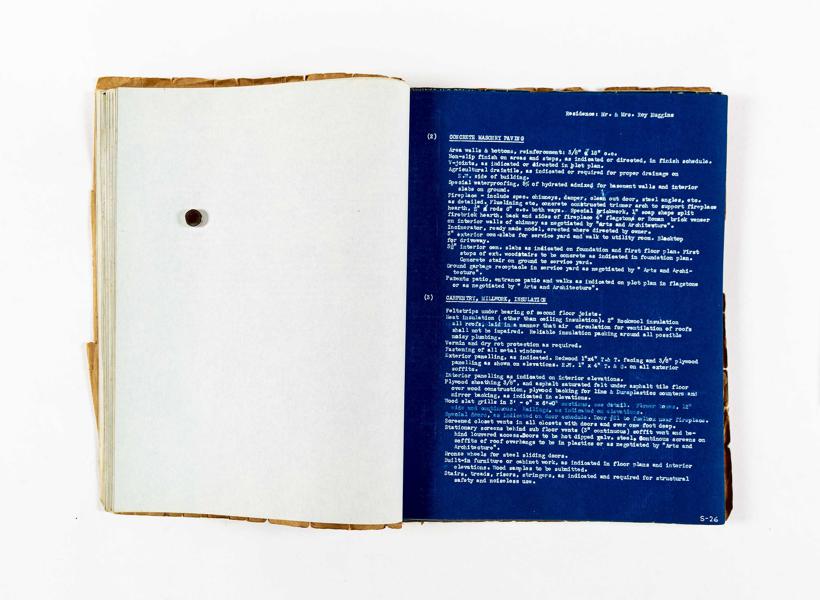 Residence: Mr. & Mrs. Roy Huggins
(2) CONCRETE MASONRY PAVING
Area walls & bottoms, reinforcement: 3/8" @ 18" o.c.
Non-slip finish on areas and steps, as indicated or directed, in finish schedule.
V-joints, as indicated or directed in plot plan.
Agricultural draintile, as indicated or required for proper drainage on
side of building.
Special waterproofing, of hydrated admixed for basement walls and interior
slabs on ground.
Fireplace - include spec. chimneys, damper, clean out door, steel angles, etc.
as detailed. Fluelining etc, concrete constructed trimmer arch to support fireplace
hearth, rods 6" o.c. both ways. Special brickwork, 1" soap shape split
firebrick hearth, back and sides of fireplace 4" flagstone or Roman brick veneer
on interior walls of chimney as negotiated by "Arts and Architecture".
Incinerator, ready made model, erected where directed by owner.
exterior con.slabs for service yard and walk to utility room. Blacktop
for driveway.
interior con. slabs as indicated on foundation and first floor plan. First
steps of ext. woodstairs to be concrete as indicated in foundation plan.
Concrete stair on ground to service yard.
Ground garbage receptacle in service yard as negotiated by " Arts and Archi-
tecture".
Parents patio, entrance patio and walks as indicated on plot plan in flagstone
or as negotiated by " Arts and Architecture".
(3) CARPENTRY, MILLWORK, INSULATION
Feltstrips under bearing of second floor joists.
Heat insulation ( other than ceiling insulation). 2" Rockwool insulation
all roofs, laid in a manner that air circulation for ventilation of roofs
shall not be impaired. Reliable insulation packing around all possible
noisy plumbing.
Vermin and dry rot protection as required.
Fastening of all metal windows.
Exterior panelling, as indicated. Redwood 1"x4" T.& T. facing and 3/8" plywood
panelling as shown on elevations. R.W. 1" x 4" T. & G. on all exterior
soffits.
Interior panelling as indicated on interior elevations.
Plywood sheathing 3/8", and asphalt saturated felt under asphalt tile floor
over wood construction, plywood backing for lino & Duraplastics counters and
mirror backing, as indicated in elevations.
Wood slat grills in 3' - 0" x sections, see detail. Flower boxes, 12"
wide and continuous. Railings, as indicated on elevations.
Special doors, as indicated on door schedule. Door to fuelbox near fireplace.
Screened closet vents in all closets with doors and over one foot deep.
Stationary screens behind sub floor vents (3" continuous) soffit vent and be-
hind louvered access. Doors to be hot dipped galv. steel. Continous screens on
soffits of roof overhangs to be in plastics or as negotiated by "Arts and
Architecture".
Bronze wheels for steel sliding doors.
Built-in furniture or cabinet work, as indicated in floor plans and interior
elevations. Wood samples to be submitted.
Stairs, treads, risers, stringers, as indicated and required for structural
safety and noiseless use.
S-26